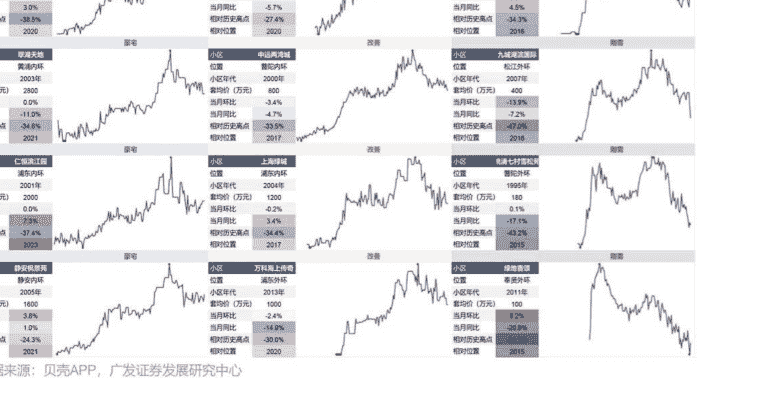 3.0%
-38.5%
2020
当月同比 -5.7%
相对历史高点 -27.4%
相对位置 2020
当月同比 4.5%
相对历史高点 -34.3%
相对位置 2016
豪宅 改善 刚需
翠湖天地
黄浦内环
2003年
2800
0.0%
-11.0%
-34.6%
2021
小区 中远两湾城
位置 普陀内环
小区年代 2000年
套均价（万元） 800
当月环比 -3.4%
当月同比 -4.7%
相对历史高点 -33.5%
相对位置 2017
小区 九城湖滨国际
位置 松江外环
小区年代 2007年
套均价（万元） 400
当月环比 -13.9%
当月同比 -7.2%
相对历史高点 -47.0%
相对位置 2016
豪宅 改善 刚需
仁恒滨江园
浦东内环
2001年
2000
0.0%
7.3%
-37.4%
小区 上海绿城
位置 浦东内环
小区年代 2004年
套均价（万元） 1200
当月环比 -0.2%
当月同比 3.4%
相对历史高点 -34.4%
相对位置 2017
小区
位置 普陀外环
小区年代 1995年
套均价（万元） 180
当月环比 0.1%
当月同比 -17.1%
相对历史高点 -43.2%
相对位置 2015
豪宅 改善 刚需
静安枫景苑
静安内环
2005年
1600
3.8%
1.0%
-24.3%
2021
小区 万科海上传奇
位置 浦东外环
小区年代 2013年
套均价（万元） 1000
当月环比 -2.4%
当月同比 -14.9%
相对历史高点 -30.0%
相对位置 2020
小区
位置 奉贤外环
小区年代 2011年
套均价（万元） 100
当月环比 8.2%
当月同比
相对历史高点
相对位置 2015
据来源：贝壳APP，广发证券发展研究中心